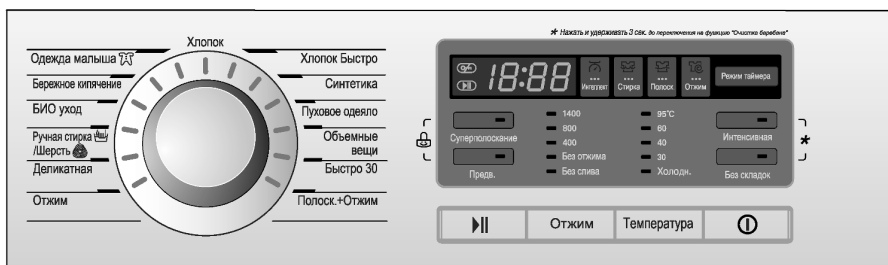 * Нажать и удерживать 3 сек. до переключения на функцию "Очистка барабана"
Хлопок
Одежда малыша
Бережное кипячение
БИО уход
Ручная стирка
/Шерсть
Деликатная
Отжим
Хлопок Быстро
Синтетика
Пуховое одеяло
Объемные
вещи
Быстро 30
Полоск.+Отжим
18:88
Интеллект
Стирка
Полоск
Отжим
Режим таймера
Суперполоскание
Предв.
1400
800
400
Без отжима
Без слива
95°C
60
40
30
Холодн.
Интенсивная
*
Без складок
Отжим
Температура